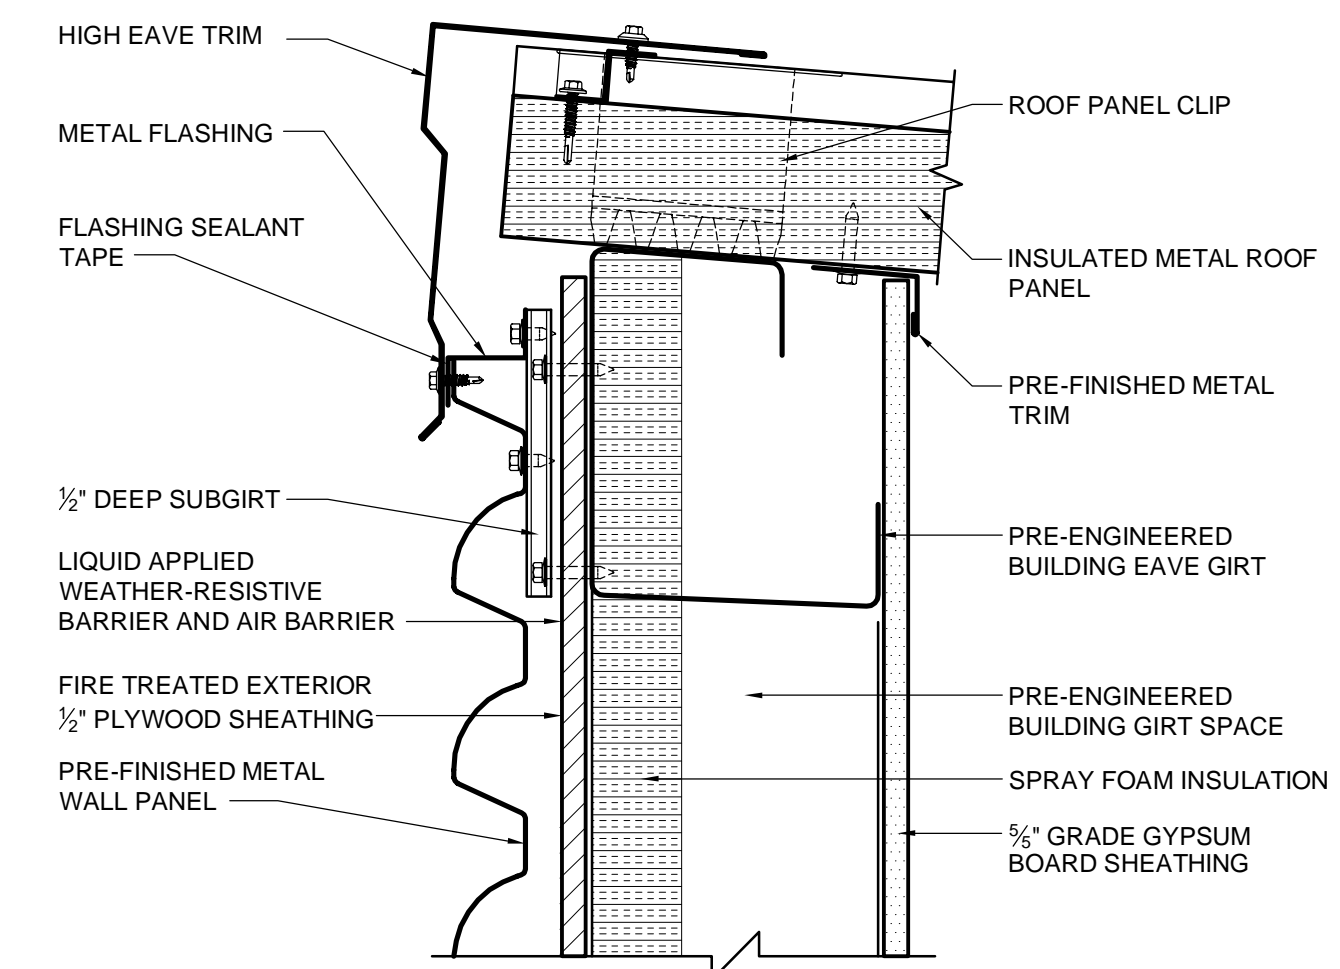 HIGH EAVE TRIM
METAL FLASHING
FLASHING SEALANT
TAPE
½" DEEP SUBGIRT
LIQUID APPLIED
WEATHER-RESISTIVE
BARRIER AND AIR BARRIER
FIRE TREATED EXTERIOR
½" PLYWOOD SHEATHING
PRE-FINISHED METAL
WALL PANEL
ROOF PANEL CLIP
INSULATED METAL ROOF
PANEL
PRE-FINISHED METAL
TRIM
PRE-ENGINEERED
BUILDING EAVE GIRT
PRE-ENGINEERED
BUILDING GIRT SPACE
SPRAY FOAM INSULATION
5⁄5" GRADE GYPSUM
BOARD SHEATHING